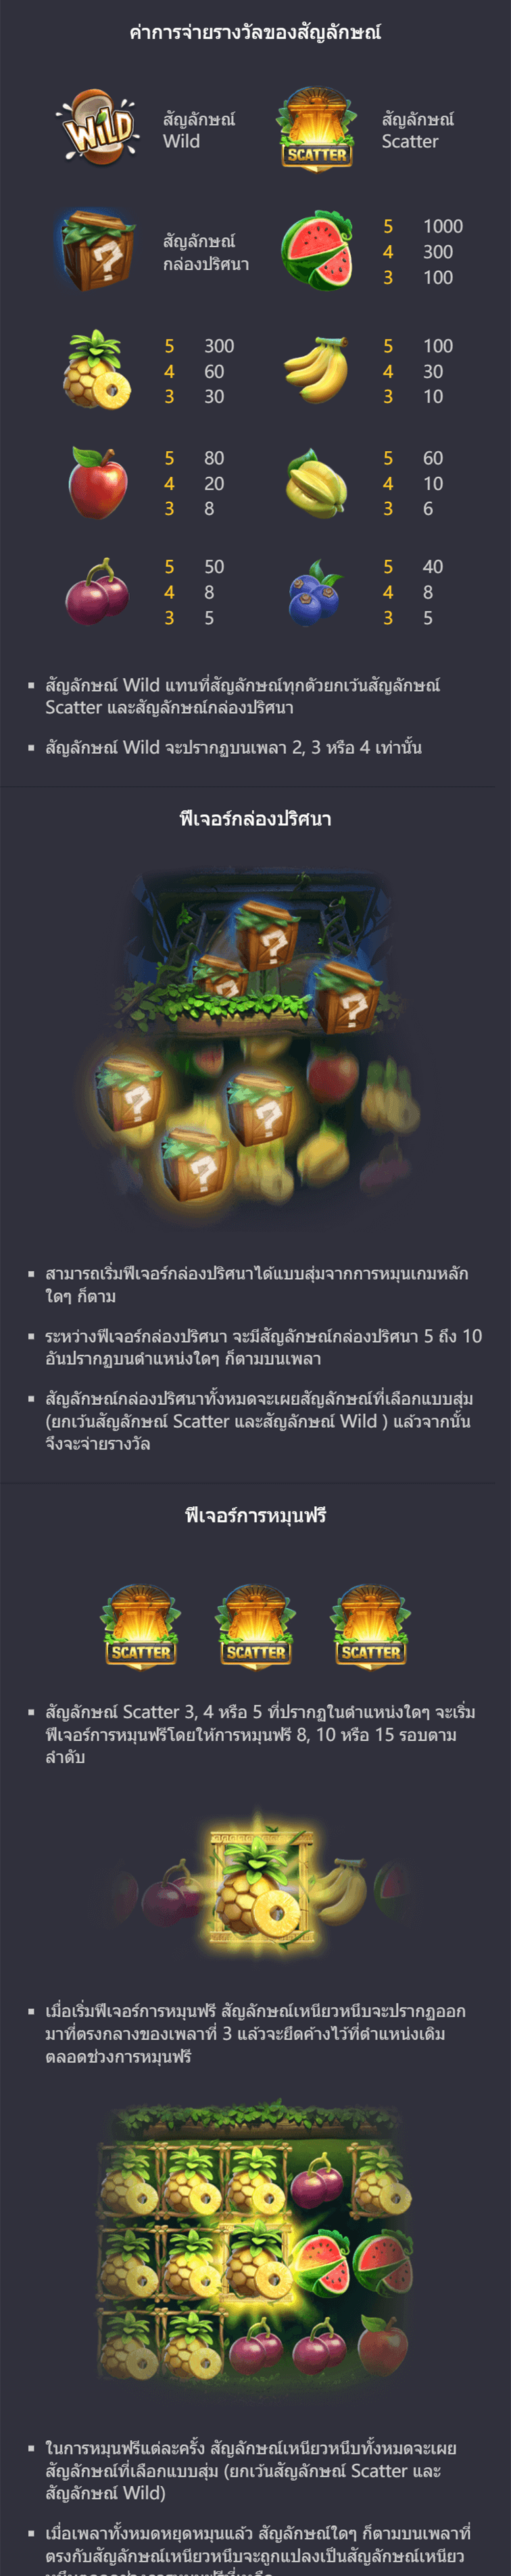 ค่าการจ่ายรางวัลของสัญลักษณ์
WiLD
สัญลักษณ์
Wild
SCATTER
สัญลักษณ์
Scatter
?
สัญลักษณ์
กล่องปริศนา
5 1000
4 300
3 100
5 300
4 60
3 30
5 100
4 30
3 10
5 80
4 20
3 8
5 60
4 10
3 6
5 50
4 8
3 5
5 40
4 8
3 5
▪ สัญลักษณ์ Wild แทนที่สัญลักษณ์ทุกตัวยกเว้นสัญลักษณ์
Scatter และสัญลักษณ์กล่องปริศนา
▪ สัญลักษณ์ Wild จะปรากฏบนเพลา 2, 3 หรือ 4 เท่านั้น
ฟีเจอร์กล่องปริศนา
?
?
?
?
?
?
▪ สามารถเริ่มฟีเจอร์กล่องปริศนาได้แบบสุ่มจากการหมุนเกมหลัก
ใดๆ ก็ตาม
▪ ระหว่างฟีเจอร์กล่องปริศนา จะมีสัญลักษณ์กล่องปริศนา 5 ถึง 10
อันปรากฏบนตำแหน่งใดๆ ก็ตามบนเพลา
▪ สัญลักษณ์กล่องปริศนาทั้งหมดจะเผยสัญลักษณ์ที่เลือกแบบสุ่ม
(ยกเว้นสัญลักษณ์ Scatter และสัญลักษณ์ Wild ) แล้วจากนั้น
จึงจะจ่ายรางวัล
ฟีเจอร์การหมุนฟรี
SCATTER SCATTER SCATTER
▪ สัญลักษณ์ Scatter 3, 4 หรือ 5 ที่ปรากฏในตำแหน่งใดๆ จะเริ่ม
ฟีเจอร์การหมุนฟรีโดยให้การหมุนฟรี 8, 10 หรือ 15 รอบตาม
ลำดับ
▪ เมื่อเริ่มฟีเจอร์การหมุนฟรี สัญลักษณ์เหนียวหนึบจะปรากฏออก
มาที่ตรงกลางของเพลาที่ 3 แล้วจะยึดค้างไว้ที่ตำแหน่งเดิม
ตลอดช่วงการหมุนฟรี
▪ ในการหมุนฟรีแต่ละครั้ง สัญลักษณ์เหนียวหนึบทั้งหมดจะเผย
สัญลักษณ์ที่เลือกแบบสุ่ม (ยกเว้นสัญลักษณ์ Scatter และ
สัญลักษณ์ Wild)
▪ เมื่อเพลาทั้งหมดหยุดหมุนแล้ว สัญลักษณ์ใดๆ ก็ตามบนเพลาที่
ตรงกับสัญลักษณ์เหนียวหนึบจะถูกแปลงเป็นสัญลักษณ์เหนียว